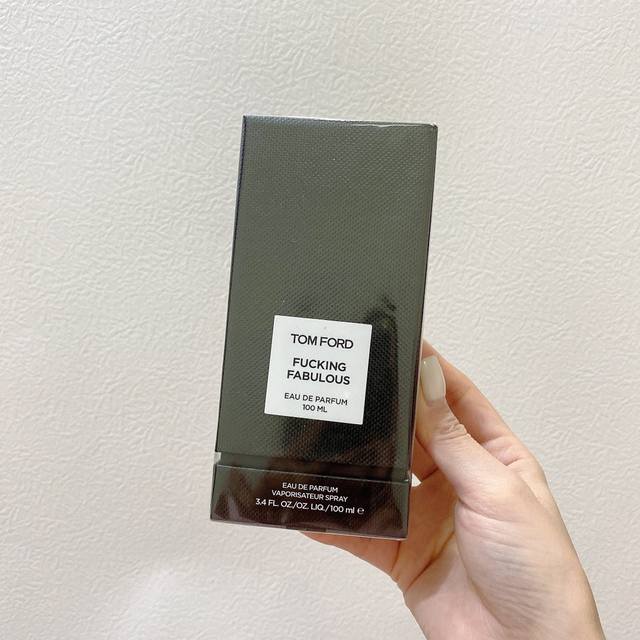 TOM FORD
FUCKING
FABULOUS
EAU DE PARFUM
100 ML
EAU DE PARFUM
VAPORISATEUR SPRAY
3.4 FL. OZ./OZ. LIQ./100 ml ℮